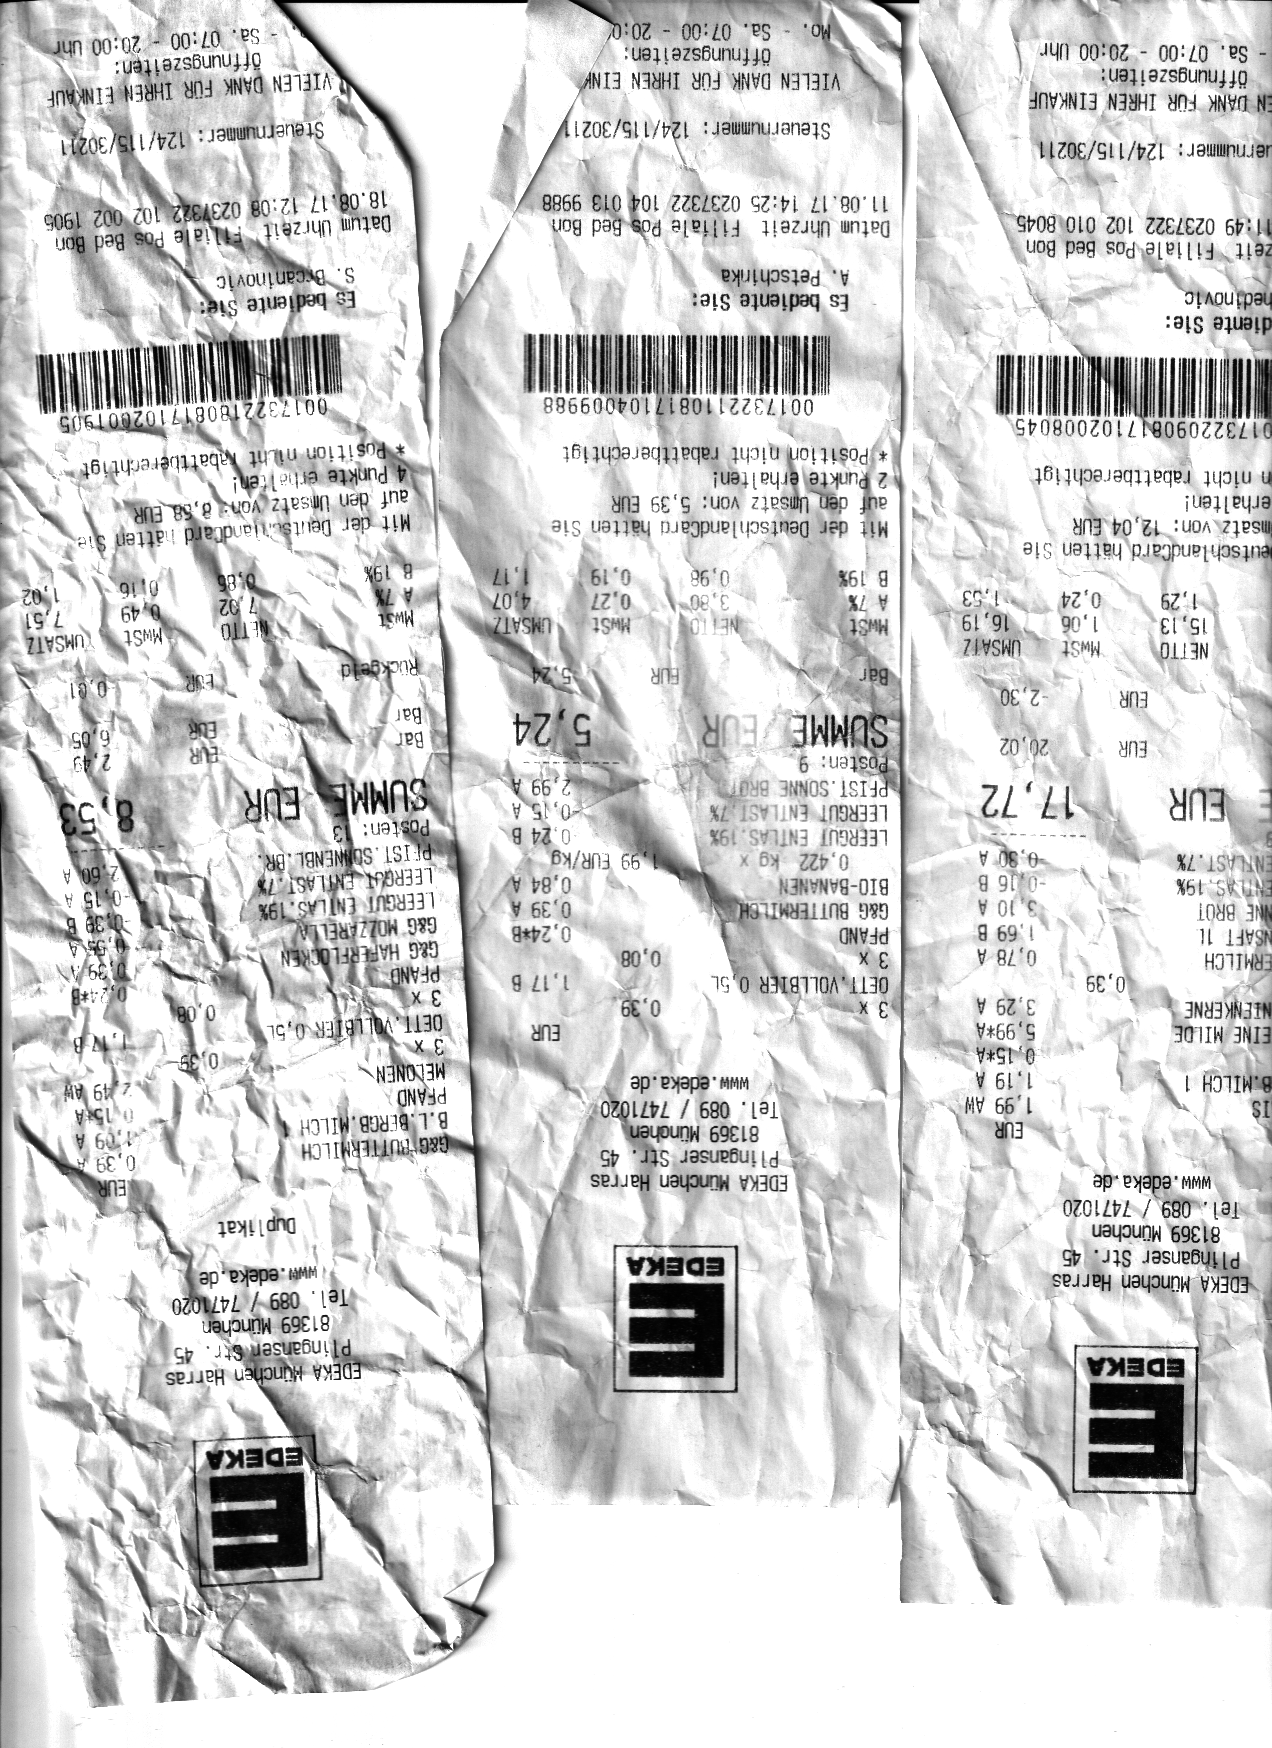 EDEKA
EDEKA München Harras
Plinganser Str. 45
81369 München
Tel. 089 / 7471020
www.edeka.de
EUR
IS 1,99 AW
B.MILCH 1 1,19 A
0,15*A
EINE MILDE 5,99*A
NIENKERNE 3,29 A
0,39
ERMILCH 0,78 A
NSAFT 1L 1,69 B
NNE BROT 3,10 A
ENTLAS.19% -0,16 B
ENTLAST.7% -0,30 A
3
E EUR 17,72
EUR 20,02
EUR -2,30
NETTO MwSt UMSATZ
15,13 1,06 16,19
1,29 0,24 1,53
eutschlandCard hätten Sie
msatz von: 12,04 EUR
erhalten!
n nicht rabattberechtigt
017322090817102008045
diente Sie:
hedinovic
zeit Filiale Pos Bed Bon
11:49 0237322 102 010 8045
uernummer: 124/115/30211
EN DANK FÜR IHREN EINKAUF
Öffnungszeiten:
- Sa. 07:00 - 20:00 Uhr
EDEKA
EDEKA München Harras
Plinganser Str. 45
81369 München
Tel. 089 / 7471020
www.edeka.de
EUR
3 x 0,39
OETT.VOLLBIER 0,5L 1,17 B
3 x 0,08
PFAND 0,24*B
G&G BUTTERMILCH 0,39 A
BIO-BANANEN 0,84 A
0,422 kg x 1,99 EUR/kg
LEERGUT ENTLAS.19% -0,24 B
LEERGUT ENTLAST.7% -0,15 A
PFIST.SONNE BROT 2,99 A
Posten: 9
SUMME EUR 5,24
Bar EUR 5,24
MwSt NETTO MwSt UMSATZ
A 7% 3,80 0,27 4,07
B 19% 0,98 0,19 1,17
Mit der DeutschlandCard hätten Sie
auf den Umsatz von: 5,39 EUR
2 Punkte erhalten!
* Position nicht rabattberechtigt
00173221108171040099​88
Es bediente Sie:
A. Petschinka
Datum Uhrzeit Filiale Pos Bed Bon
11.08.17 14:25 0237322 104 013 9988
Steuernummer: 124/115/30211
VIELEN DANK FÜR IHREN EINK
Öffnungszeiten:
Mo. - Sa. 07:00 - 20:0
EDEKA
EDEKA München Harras
Plinganser Str. 45
81369 München
Tel. 089 / 7471020
www.edeka.de
Duplikat
EUR
G&G BUTTERMILCH 0,39 A
B.L.BERGB.MILCH 1 1,09 A
PFAND 0,15*A
MELONEN 2,49 AW
3 x 0,39
OETT.VOLLBIER 0,5L 1,17 B
3 x 0,08
PFAND 0,24*B
G&G HAFERFLOCKEN 0,39 A
G&G MOZZARELLA 0,55 A
LEERGUT ENTLAS.19% -0,39 B
LEERGUT ENTLAST.7% -0,15 A
PFIST.SONNENBL.BR. 2,60 A
Posten: 13
SUMME EUR 8,53
Bar EUR 2,49
Bar EUR 6,05
Rückgeld EUR -0,01
MwSt NETTO MwSt UMSATZ
A 7% 7,02 0,49 7,51
B 19% 0,86 0,16 1,02
Mit der DeutschlandCard hätten Sie
auf den Umsatz von: 8,68 EUR
4 Punkte erhalten!
* Position nicht rabattberechtigt
0017322180817102001905
Es bediente Sie:
S. Brcaninovic
Datum Uhrzeit Filiale Pos Bed Bon
18.08.17 12:08 0237322 102 002 1905
Steuernummer: 124/115/30211
VIELEN DANK FÜR IHREN EINKAUF
Öffnungszeiten:
. - Sa. 07:00 - 20:00 Uhr